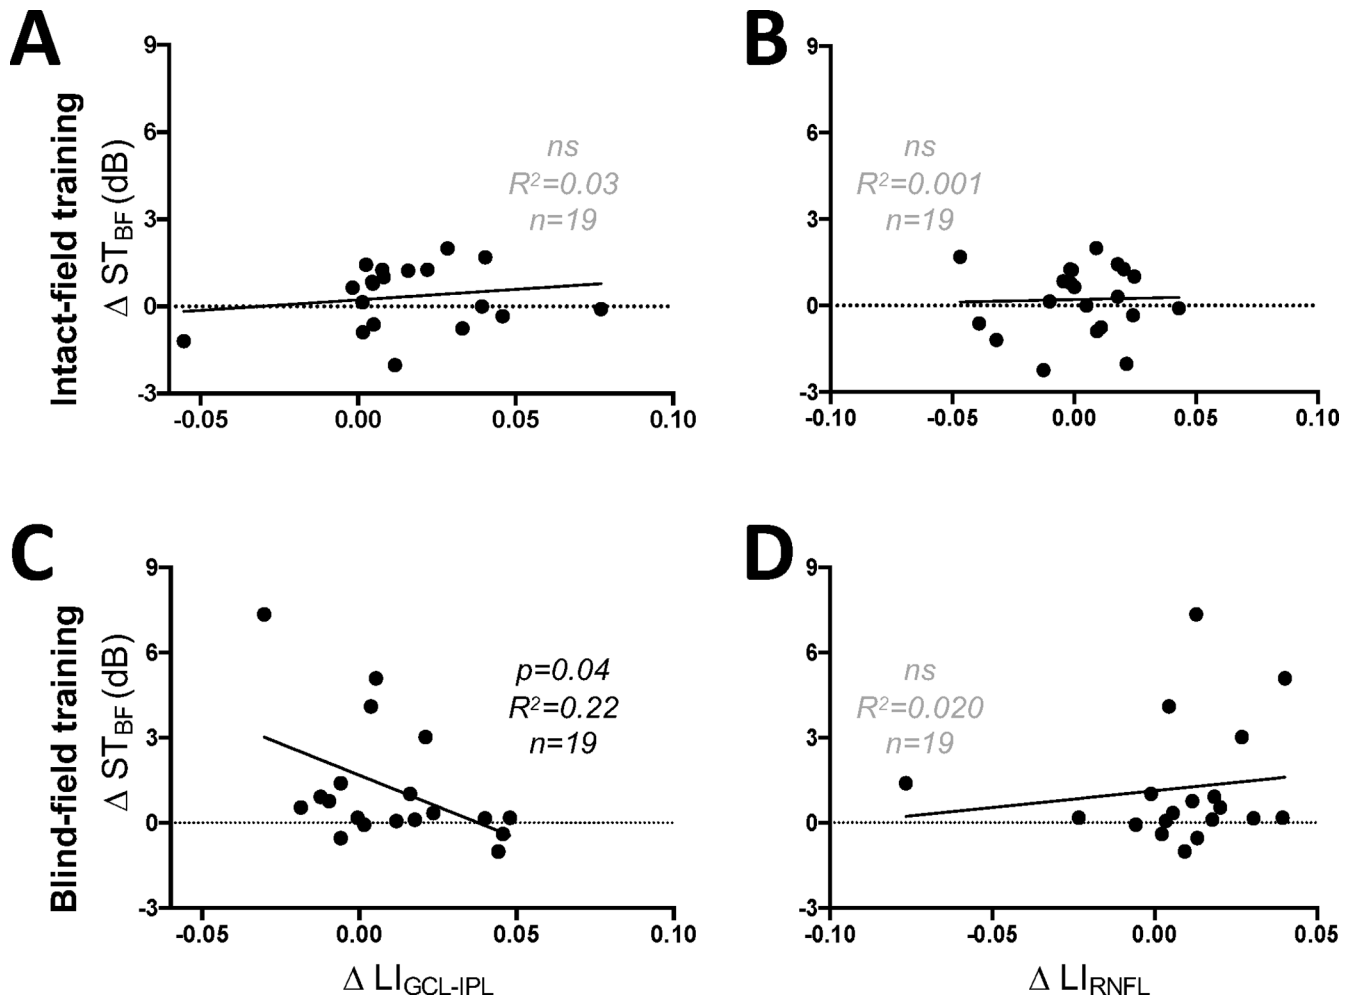 A
B
Intact-field training
Δ ST_BF (dB)
9
6
3
0
-3
-0.05
0.00
0.05
0.10
ns
R²=0.03
n=19
9
6
3
0
-3
-0.10
-0.05
0.00
0.05
0.10
ns
R²=0.001
n=19
C
D
Blind-field training
Δ ST_BF (dB)
9
6
3
0
-3
-0.05
0.00
0.05
0.10
p=0.04
R²=0.22
n=19
Δ LI_GCL-IPL
9
6
3
0
-3
-0.10
-0.05
0.00
0.05
ns
R²=0.020
n=19
Δ LI_RNFL